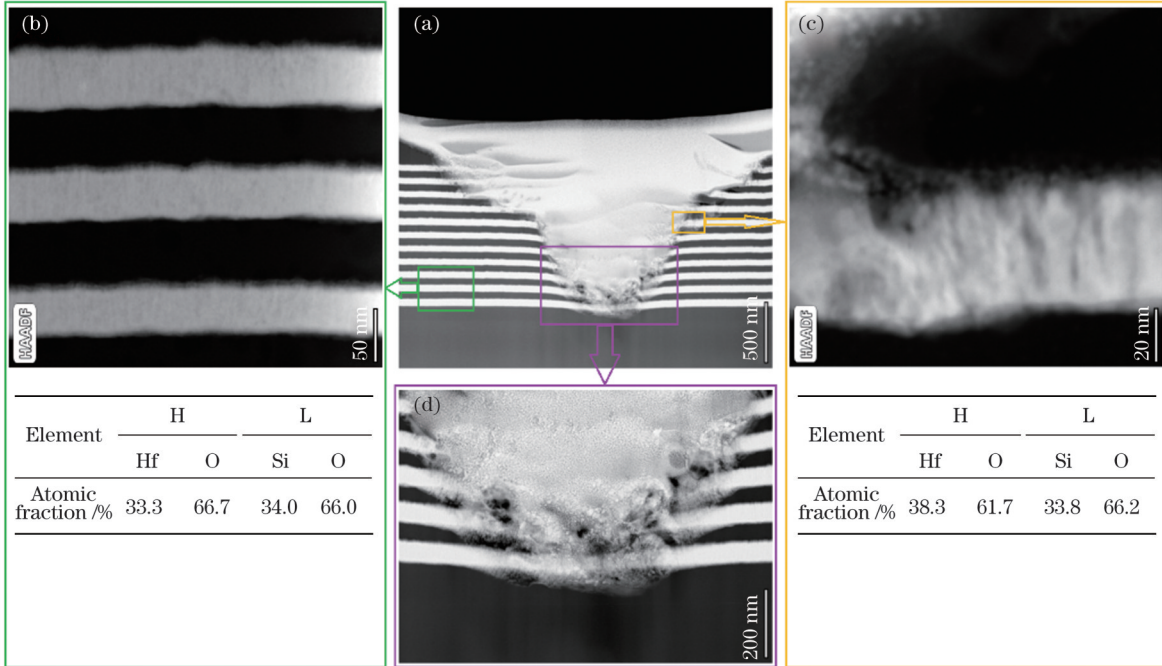 (b)
HAADF
50 nm
(a)
500 nm
(c)
HAADF
20 nm
(d)
200 nm
Element H L
Hf O Si O
Atomic fraction /% 33.3 66.7 34.0 66.0
Element H L
Hf O Si O
Atomic fraction /% 38.3 61.7 33.8 66.2